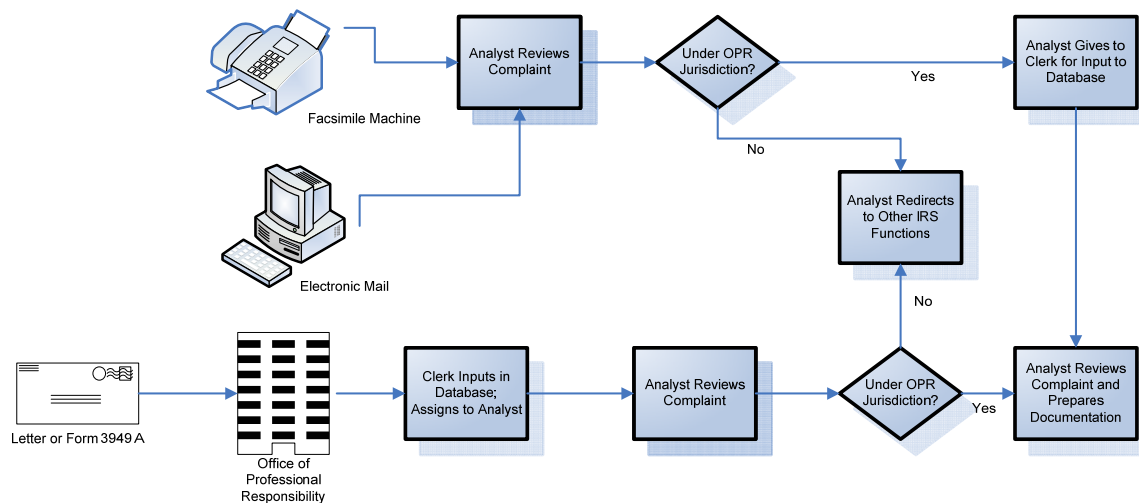 Facsimile Machine
Analyst Reviews
Complaint
Under OPR
Jurisdiction?
Yes
Analyst Gives to
Clerk for Input to
Database
No
Electronic Mail
Analyst Redirects
to Other IRS
Functions
No
Letter or Form 3949 A
Office of
Professional
Responsibility
Clerk Inputs in
Database;
Assigns to Analyst
Analyst Reviews
Complaint
Under OPR
Jurisdiction?
Yes
Analyst Reviews
Complaint and
Prepares
Documentation